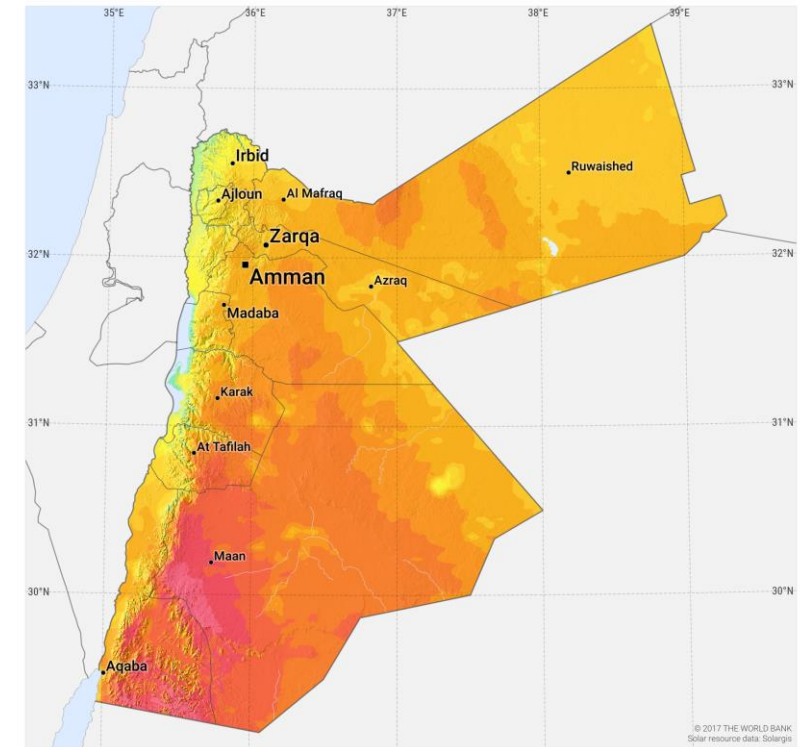 35°E
36°E
37°E
38°E
39°E
33°N
33°N
Irbid
Ruwaished
Ajloun
Al Mafraq
Zarqa
32°N
32°N
Amman
Azraq
Madaba
Karak
31°N
31°N
At Tafilah
Maan
30°N
30°N
Aqaba
© 2017 THE WORLD BANK
Solar resource data: Solargis